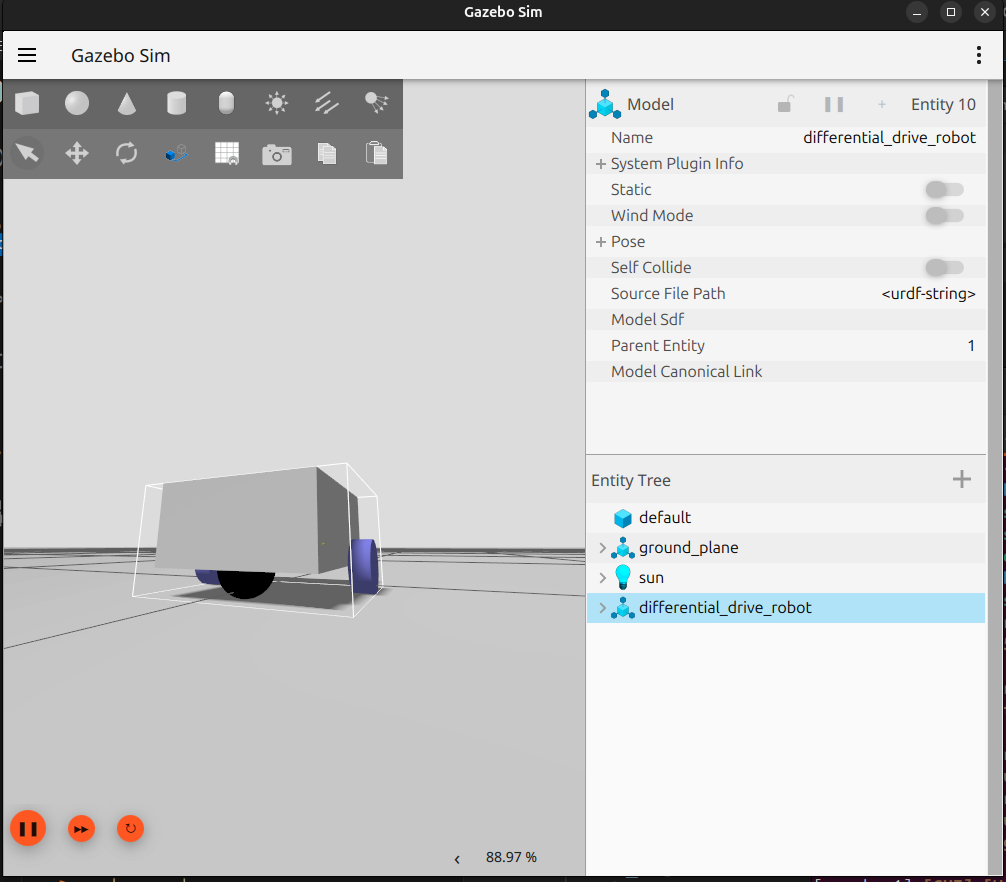 Gazebo Sim
Gazebo Sim
Model Entity 10
Name differential_drive_robot
System Plugin Info
Static
Wind Mode
Pose
Self Collide
Source File Path <urdf-string>
Model Sdf
Parent Entity 1
Model Canonical Link
Entity Tree
default
ground_plane
sun
differential_drive_robot
88.97 %